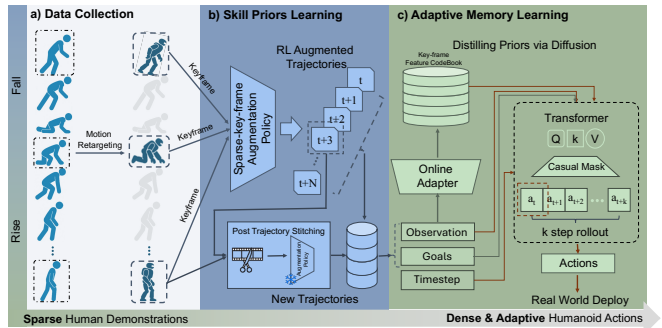 a) Data Collection
Fall
Rise
Motion
Retargeting
Keyframe
Keyframe
Keyframe
b) Skill Priors Learning
RL Augmented
Trajectories
Sparse-key-frame
Augmentation
Policy
t
t+1
t+2
t+3
t+N
Post Trajectory Stitching
Augmentation
Policy
New Trajectories
c) Adaptive Memory Learning
Distilling Priors via Diffusion
Key-frame
Feature CodeBook
Online
Adapter
Observation
Goals
Timestep
Transformer
Q k V
Casual Mask
at at+1 at+2 at+k
k step rollout
Actions
Real World Deploy
Sparse Human Demonstrations
Dense & Adaptive Humanoid Actions